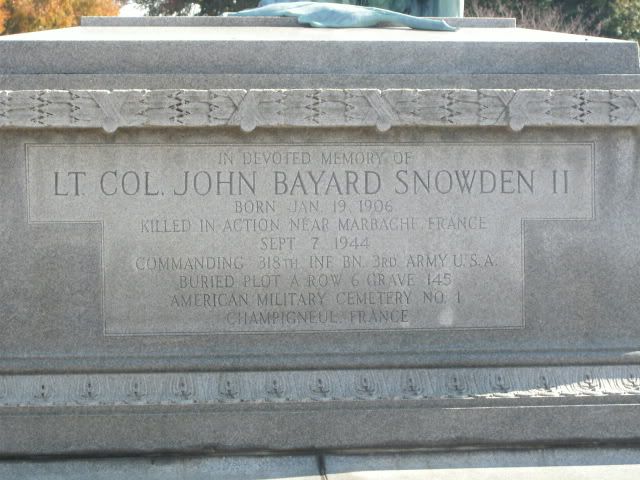 IN DEVOTED MEMORY OF
LT. COL. JOHN BAYARD SNOWDEN II
BORN JAN. 19, 1906
KILLED IN ACTION NEAR MARBACHE, FRANCE
SEPT 7 1944
COMMANDING 318TH INF BN 3RD ARMY U.S.A.
BURIED PLOT A ROW 6 GRAVE 145
AMERICAN MILITARY CEMETERY NO. 1
CHAMPIGNEUL, FRANCE